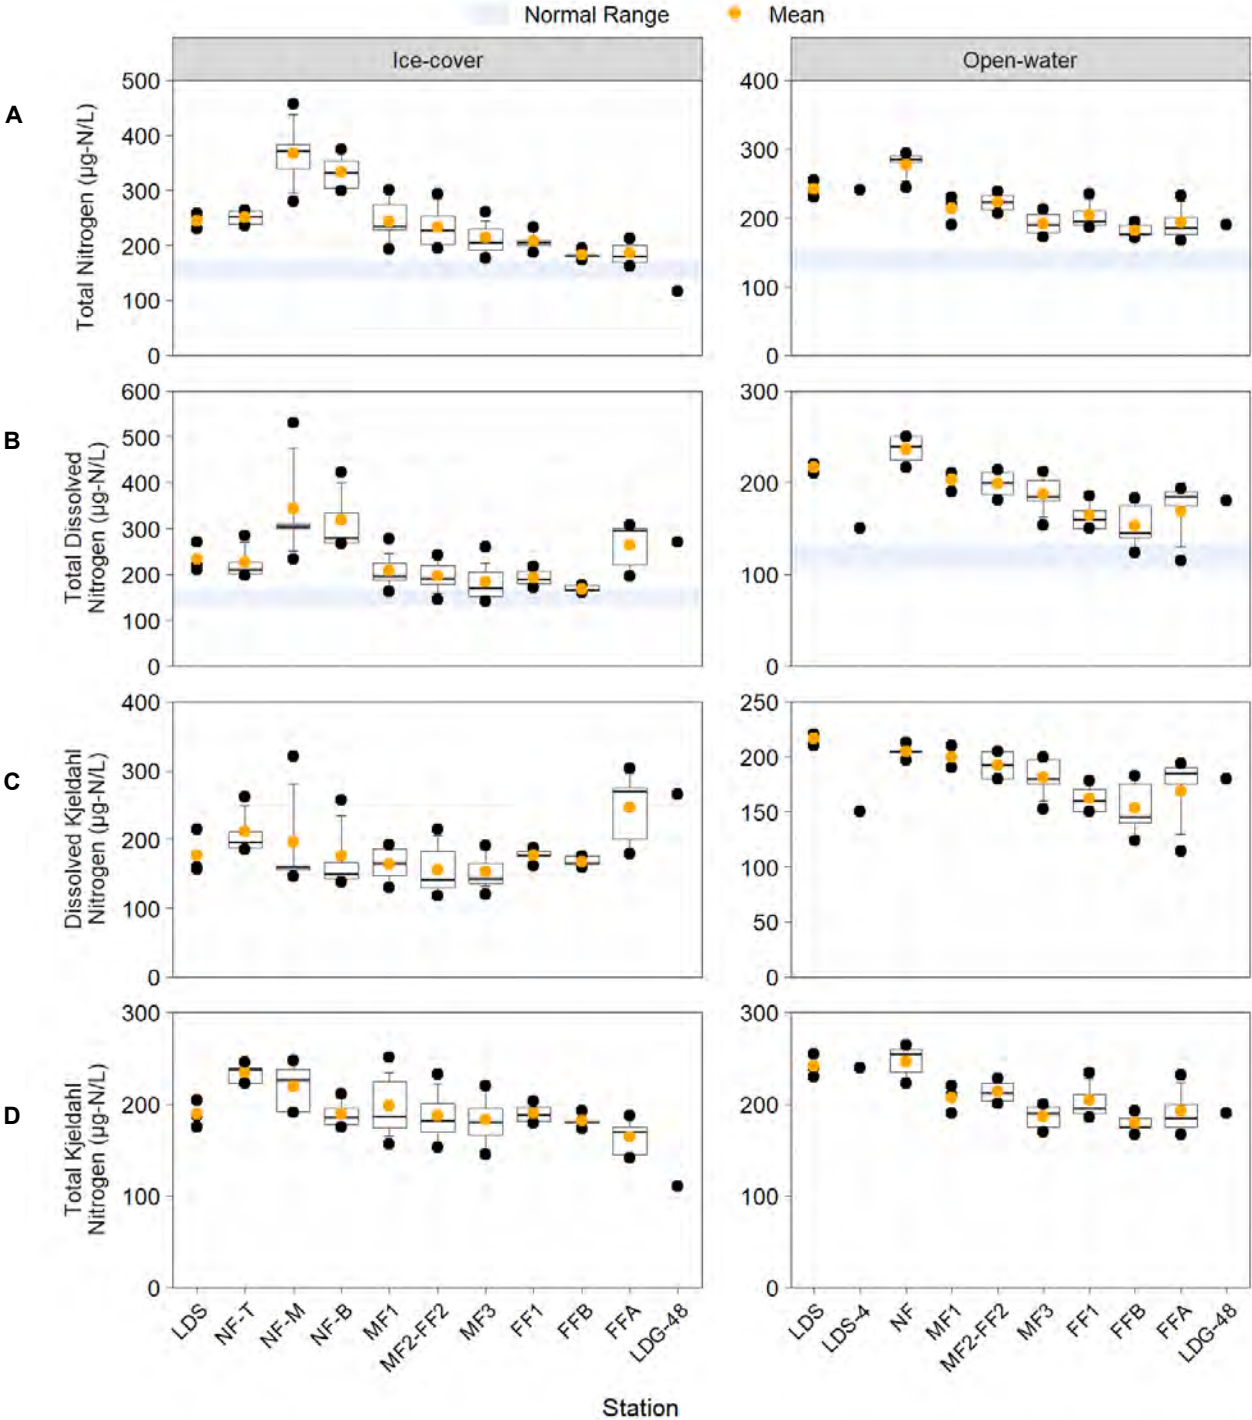 Normal Range
Mean
Ice-cover
Open-water
A
Total Nitrogen (µg-N/L)
500
400
300
200
100
0
400
300
200
100
0
B
Total Dissolved
Nitrogen (µg-N/L)
600
500
400
300
200
100
0
300
200
100
0
C
Dissolved Kjeldahl
Nitrogen (µg-N/L)
400
300
200
100
0
250
200
150
100
50
0
D
Total Kjeldahl
Nitrogen (µg-N/L)
300
200
100
0
300
200
100
0
LDS
NF-T
NF-M
NF-B
MF1
MF2-FF2
MF3
FF1
FFB
FFA
LDG-48
LDS
LDS-4
NF
MF1
MF2-FF2
MF3
FF1
FFB
FFA
LDG-48
Station